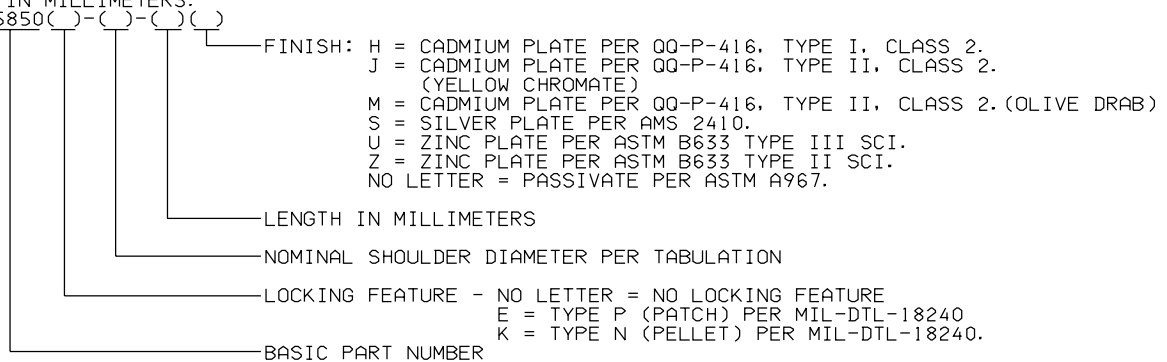 IN MILLIMETERS.
S850( )-( )-( )( )
FINISH: H = CADMIUM PLATE PER QQ-P-416, TYPE I, CLASS 2.
J = CADMIUM PLATE PER QQ-P-416, TYPE II, CLASS 2.
(YELLOW CHROMATE)
M = CADMIUM PLATE PER QQ-P-416, TYPE II, CLASS 2.(OLIVE DRAB)
S = SILVER PLATE PER AMS 2410.
U = ZINC PLATE PER ASTM B633 TYPE III SCI.
Z = ZINC PLATE PER ASTM B633 TYPE II SCI.
NO LETTER = PASSIVATE PER ASTM A967.
LENGTH IN MILLIMETERS
NOMINAL SHOULDER DIAMETER PER TABULATION
LOCKING FEATURE - NO LETTER = NO LOCKING FEATURE
E = TYPE P (PATCH) PER MIL-DTL-18240
K = TYPE N (PELLET) PER MIL-DTL-18240.
BASIC PART NUMBER